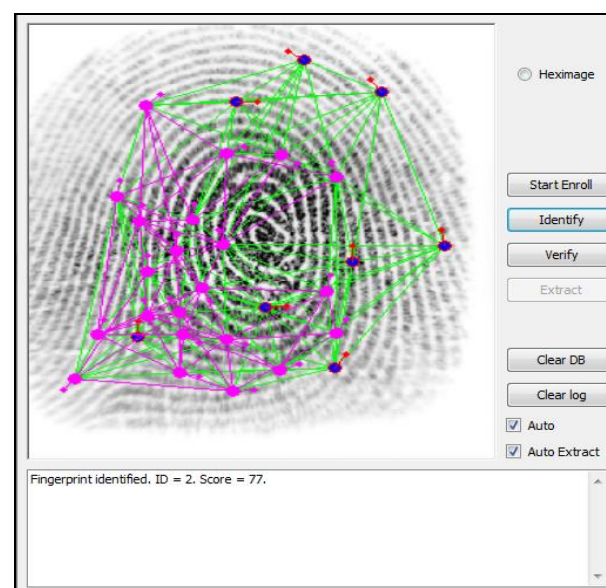 Heximage
Start Enroll
Identify
Verify
Extract
Clear DB
Clear log
Auto
Auto Extract
Fingerprint identified. ID = 2. Score = 77.